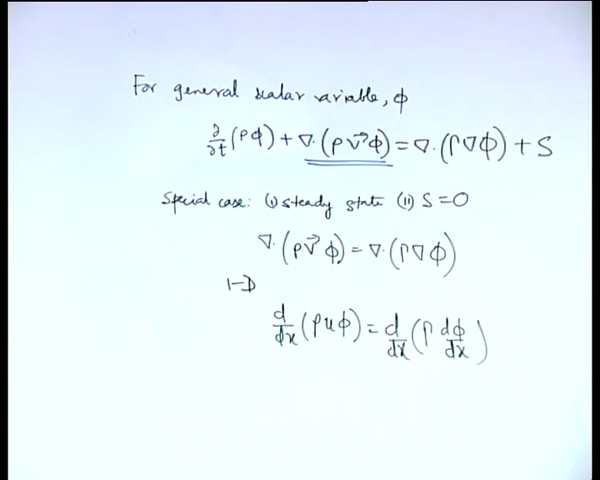 For general scalar variable, ϕ
∂/∂t (ρϕ) + ∇.(ρv⃗ϕ) = ∇.(Γ∇ϕ) + S
Special case: (i) steady state (ii) S=0
∇.(ρv⃗ϕ) = ∇.(Γ∇ϕ)
1-D
d/dx (ρuϕ) = d/dx (Γ dϕ/dx)